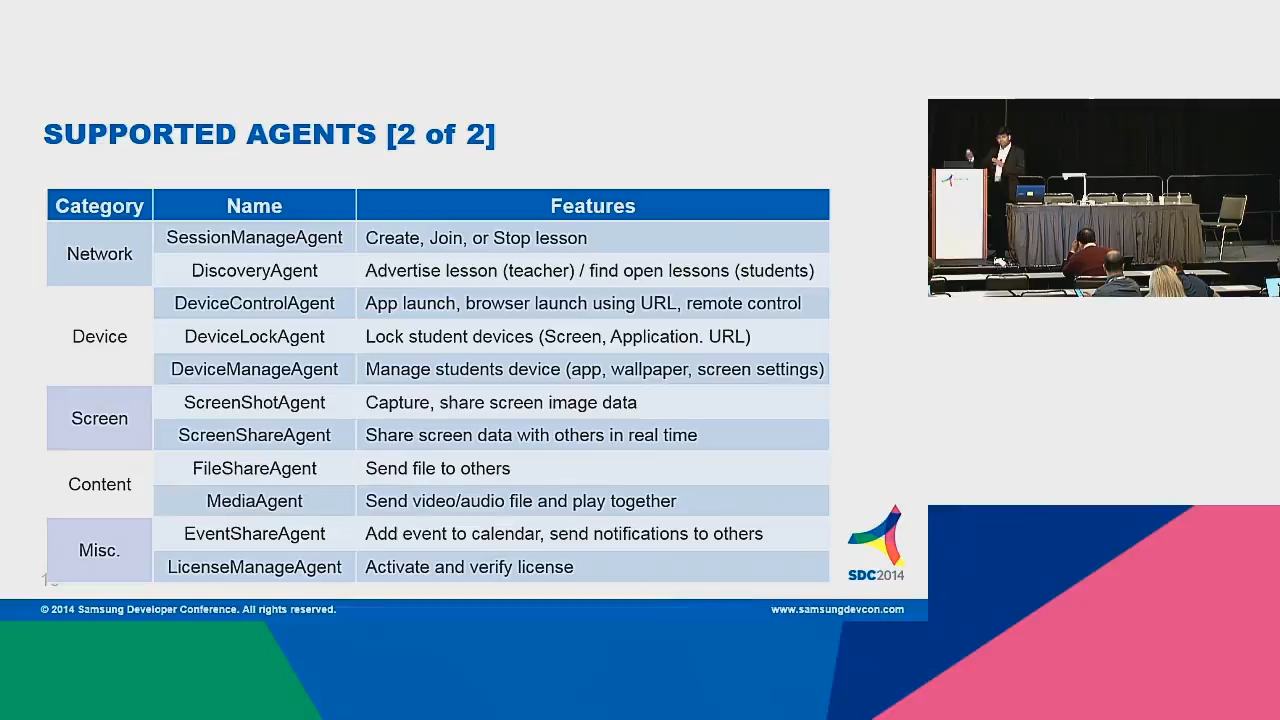 SUPPORTED AGENTS [2 of 2]
Category Name Features
Network SessionManageAgent Create, Join, or Stop lesson
DiscoveryAgent Advertise lesson (teacher) / find open lessons (students)
Device DeviceControlAgent App launch, browser launch using URL, remote control
DeviceLockAgent Lock student devices (Screen, Application. URL)
DeviceManageAgent Manage students device (app, wallpaper, screen settings)
Screen ScreenShotAgent Capture, share screen image data
ScreenShareAgent Share screen data with others in real time
Content FileShareAgent Send file to others
MediaAgent Send video/audio file and play together
Misc. EventShareAgent Add event to calendar, send notifications to others
LicenseManageAgent Activate and verify license
SDC2014
© 2014 Samsung Developer Conference. All rights reserved.
www.samsungdevcon.com